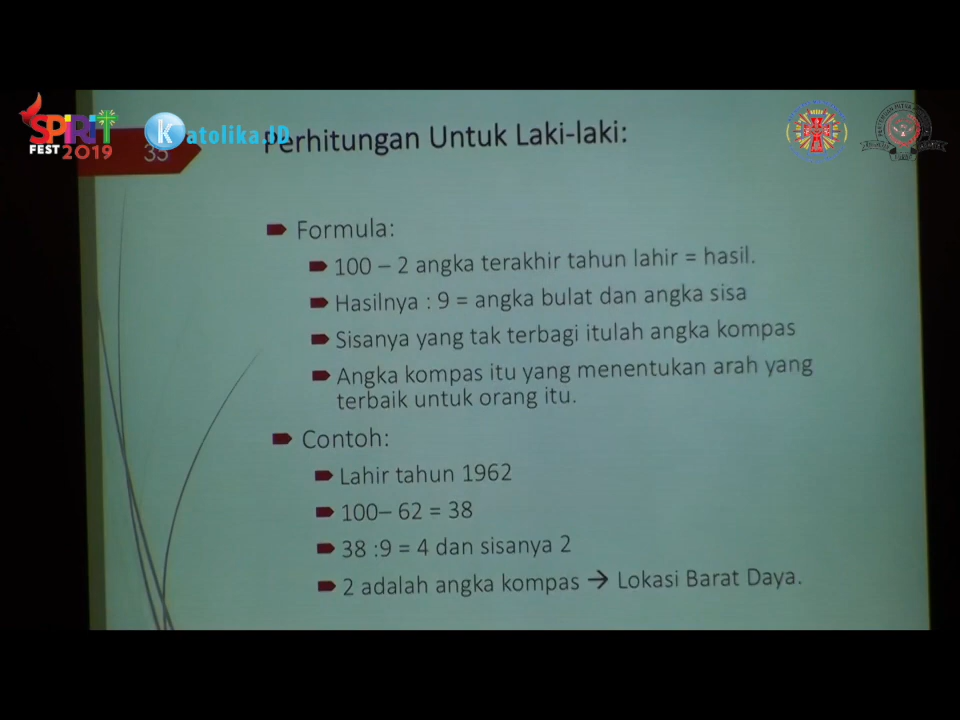 SPIRIT
FEST 2019
Katolika.ID
35
Perhitungan Untuk Laki-laki:
Formula:
100 – 2 angka terakhir tahun lahir = hasil.
Hasilnya : 9 = angka bulat dan angka sisa
Sisanya yang tak terbagi itulah angka kompas
Angka kompas itu yang menentukan arah yang
terbaik untuk orang itu.
Contoh:
Lahir tahun 1962
100– 62 = 38
38 :9 = 4 dan sisanya 2
2 adalah angka kompas → Lokasi Barat Daya.